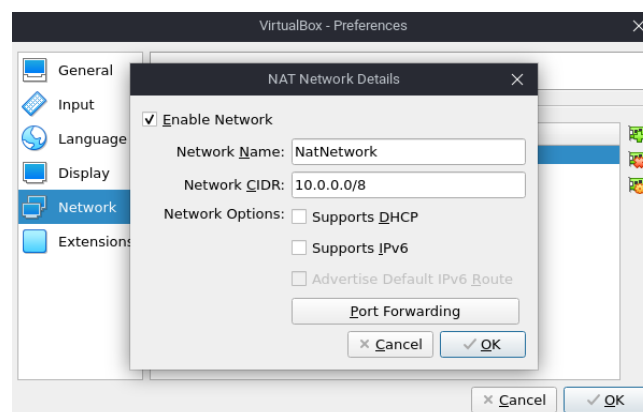 VirtualBox - Preferences
General
Input
Language
Display
Network
Extensions
NAT Network Details
Enable Network
Network Name: NatNetwork
Network CIDR: 10.0.0.0/8
Network Options: Supports DHCP
Supports IPv6
Advertise Default IPv6 Route
Port Forwarding
Cancel OK
Cancel OK